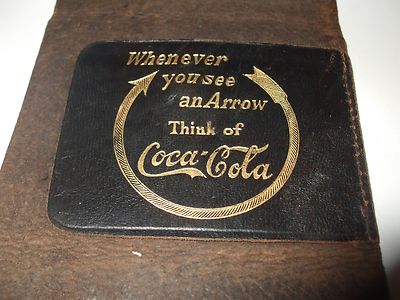 Whenever
you see
an Arrow
Think of
Coca-Cola